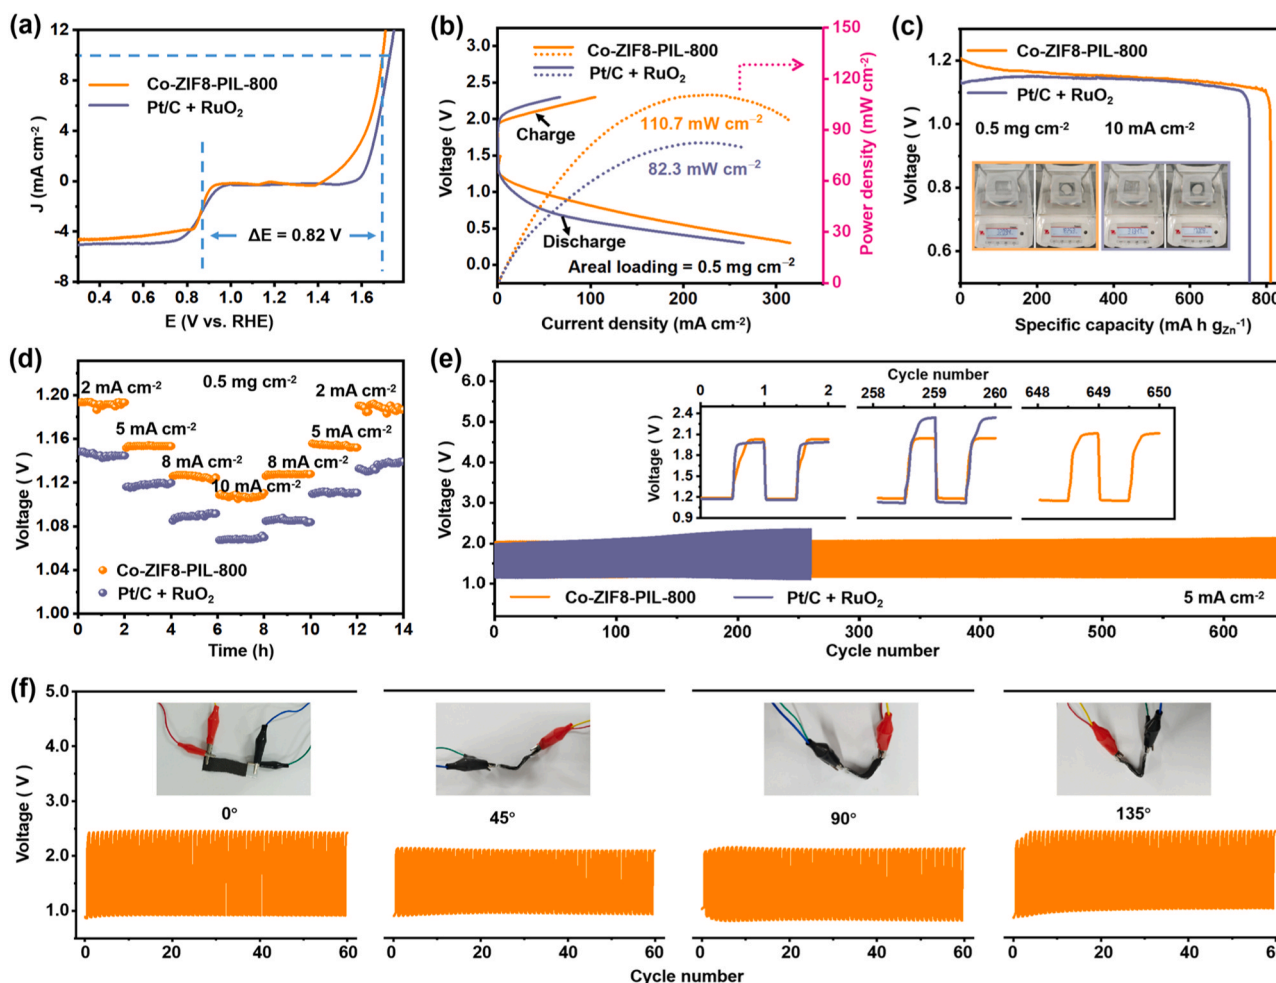 (a)
12
8
4
0
-4
-8
J (mA cm-2)
Co-ZIF8-PIL-800
Pt/C + RuO2
ΔE = 0.82 V
0.4 0.8 1.2 1.6
E (V vs. RHE)
(b)
3.0
2.5
2.0
1.5
1.0
0.5
0.0
Voltage ( V )
Co-ZIF8-PIL-800
Pt/C + RuO2
Charge
110.7 mW cm-2
82.3 mW cm-2
Discharge
Areal loading = 0.5 mg cm-2
0 100 200 300
Current density (mA cm-2)
150
120
90
60
30
0
Power density (mW cm-2)
(c)
1.2
1.0
0.8
0.6
Voltage ( V )
Co-ZIF8-PIL-800
Pt/C + RuO2
0.5 mg cm-2 10 mA cm-2
0 200 400 600 800
Specific capacity (mA h gZn-1)
(d)
1.20
1.16
1.12
1.08
1.04
1.00
Voltage ( V )
2 mA cm-2 0.5 mg cm-2 2 mA cm-2
5 mA cm-2 5 mA cm-2
8 mA cm-2 8 mA cm-2
10 mA cm-2
Co-ZIF8-PIL-800
Pt/C + RuO2
0 2 4 6 8 10 12 14
Time (h)
(e)
6.0
5.0
4.0
3.0
2.0
1.0
Voltage ( V )
Cycle number
0 1 2 258 259 260 648 649 650
2.4
2.1
1.8
1.5
1.2
0.9
Voltage ( V )
Co-ZIF8-PIL-800 Pt/C + RuO2 5 mA cm-2
0 100 200 300 400 500 600
Cycle number
(f)
5.0
4.0
3.0
2.0
1.0
Voltage ( V )
0° 45° 90° 135°
0 20 40 60 0 20 40 60 0 20 40 60 0 20 40 60
Cycle number